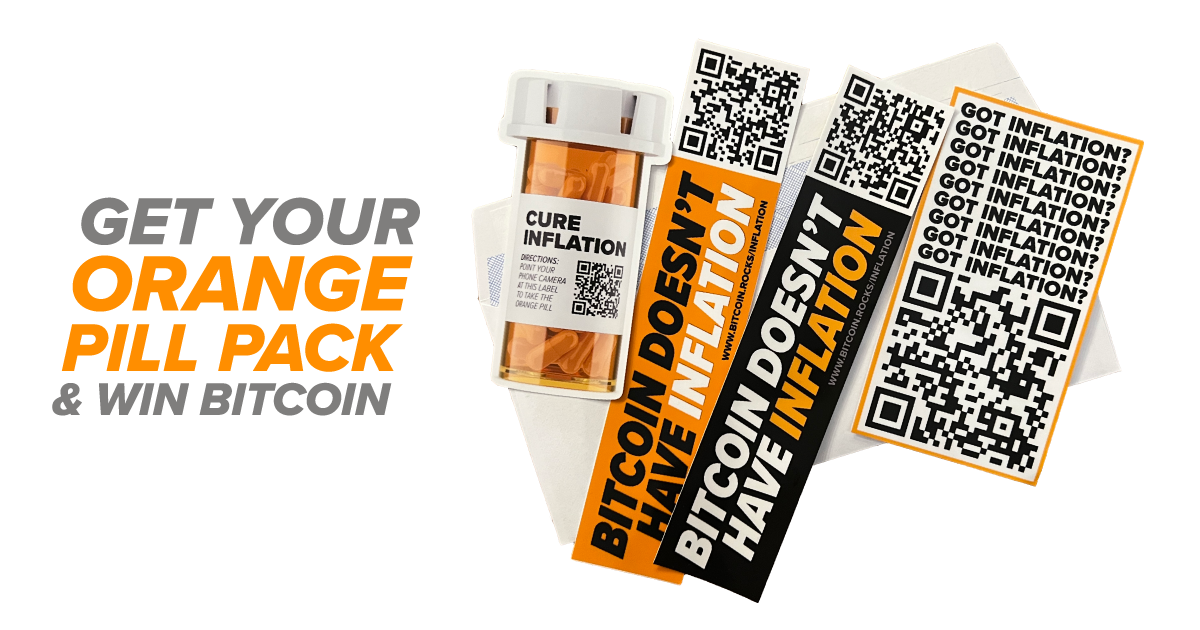 GET YOUR
ORANGE
PILL PACK
& WIN BITCOIN
CURE
INFLATION
DIRECTIONS:
POINT YOUR
PHONE CAMERA
AT THIS LABEL
TO TAKE THE
ORANGE PILL
BITCOIN DOESN'T
HAVE INFLATION
WWW.BITCOIN.ROCKS/INFLATION
BITCOIN DOESN'T
HAVE INFLATION
WWW.BITCOIN.ROCKS/INFLATION
GOT INFLATION?
GOT INFLATION?
GOT INFLATION?
GOT INFLATION?
GOT INFLATION?
GOT INFLATION?
GOT INFLATION?
GOT INFLATION?